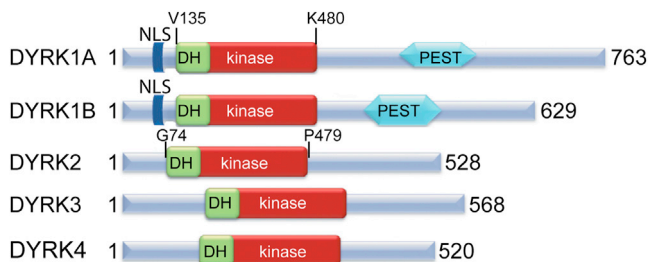 V135 K480
NLS
DYRK1A 1 DH kinase PEST 763
NLS
DYRK1B 1 DH kinase PEST 629
G74 P479
DYRK2 1 DH kinase 528
DYRK3 1 DH kinase 568
DYRK4 1 DH kinase 520